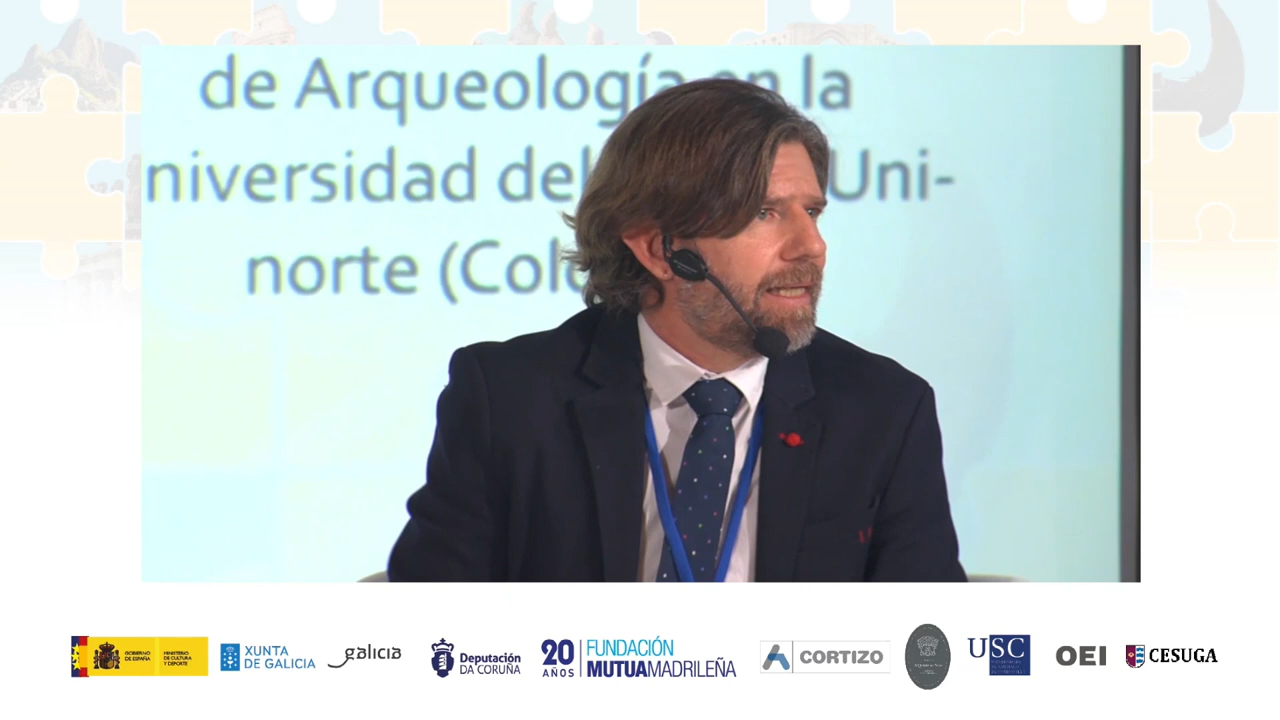 de Arqueología en la
niversidad del Uni-
norte (Col
GOBIERNO
DE ESPAÑA
MINISTERIO
DE CULTURA
Y DEPORTE
XUNTA
DE GALICIA
galicia
Deputación
DA CORUÑA
20
AÑOS
FUNDACIÓN
MUTUAMADRILEÑA
CORTIZO
USC
OEI
CESUGA